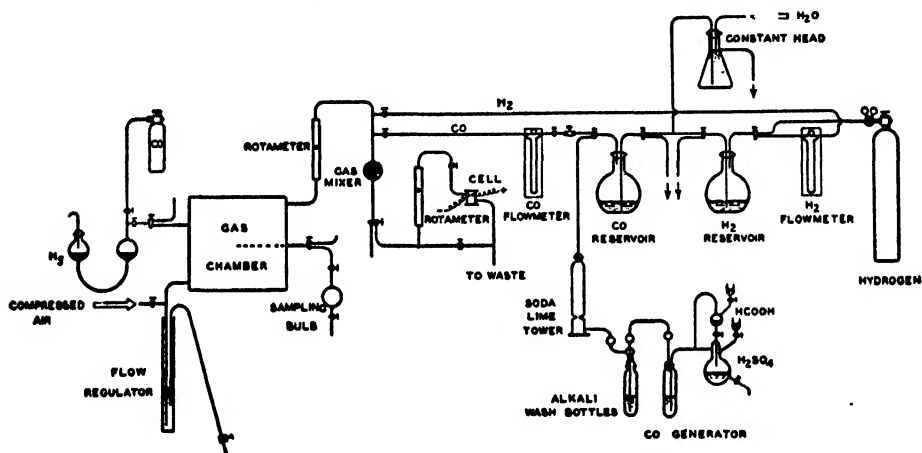 H2O
CONSTANT HEAD
H2
CO
CO
ROTAMETER
GAS
MIXER
CELL
ROTAMETER
CO
FLOWMETER
CO
RESERVOIR
H2
RESERVOIR
H2
FLOWMETER
HYDROGEN
GAS
CHAMBER
Hg
COMPRESSED
AIR
SAMPLING
BULB
TO WASTE
SODA
LIME
TOWER
HCOOH
H2SO4
FLOW
REGULATOR
ALKALI
WASH BOTTLES
CO GENERATOR